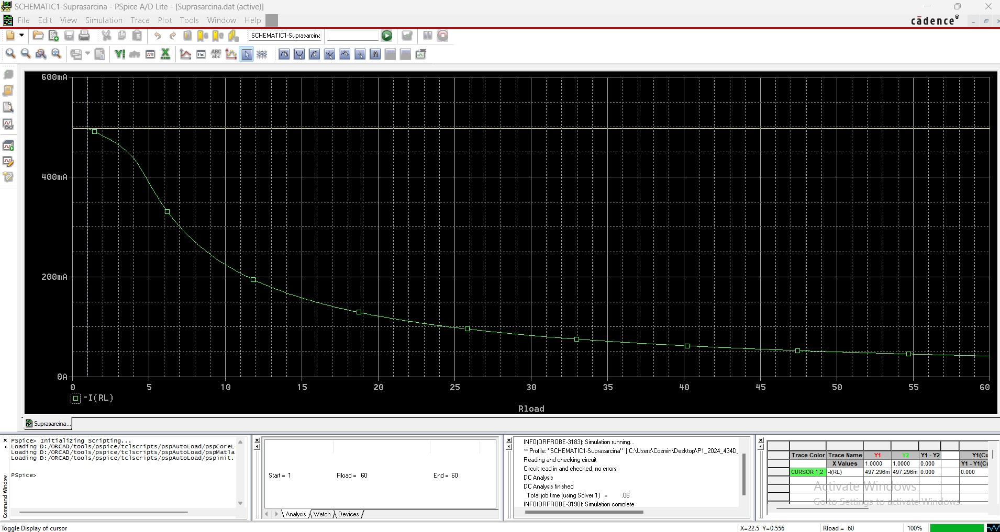 SCHEMATIC1-Suprasarcina - PSpice A/D Lite - [Suprasarcina.dat (active)]
File Edit View Simulation Trace Plot Tools Window Help
cādence®
SCHEMATIC1-Suprasarcina
600mA
400mA
200mA
0A
0 5 10 15 20 25 30 35 40 45 50 55 60
-I(RL)
Rload
Suprasarcina...
Command Window
PSpice> Initializing Scripting...
Loading D:/ORCAD/tools/pspice/tclscripts/pspAutoLoad/pspCoreL
Loading D:/ORCAD/tools/pspice/tclscripts/pspAutoLoad/pspMatla
Loading D:/ORCAD/tools/pspice/tclscripts/pspAutoLoad/pspinit.
PSpice>
Start = 1 Rload = 60 End = 60
Analysis Watch Devices
INFO(ORPROBE-3183): Simulation running...
** Profile: "SCHEMATIC1-Suprasarcina" [ C:\Users\Cosmin\Desktop\P1_2024_434D_
Reading and checking circuit
Circuit read in and checked, no errors
DC Analysis
DC Analysis finished
Total job time (using Solver 1) = .06
INFO(ORPROBE-3190): Simulation complete
Trace Color Trace Name Y1 Y2 Y1 - Y2 Y1(Cu
X Values 1.0000 1.0000 0.000 Y1 - Y1(Cu
CURSOR 1,2 -I(RL) 497.296m 497.296m 0.000 0.000
Activate Windows
Go to Settings to activate Windows.
Toggle Display of cursor
X=22.5 Y=0.556 Rload = 60 100%